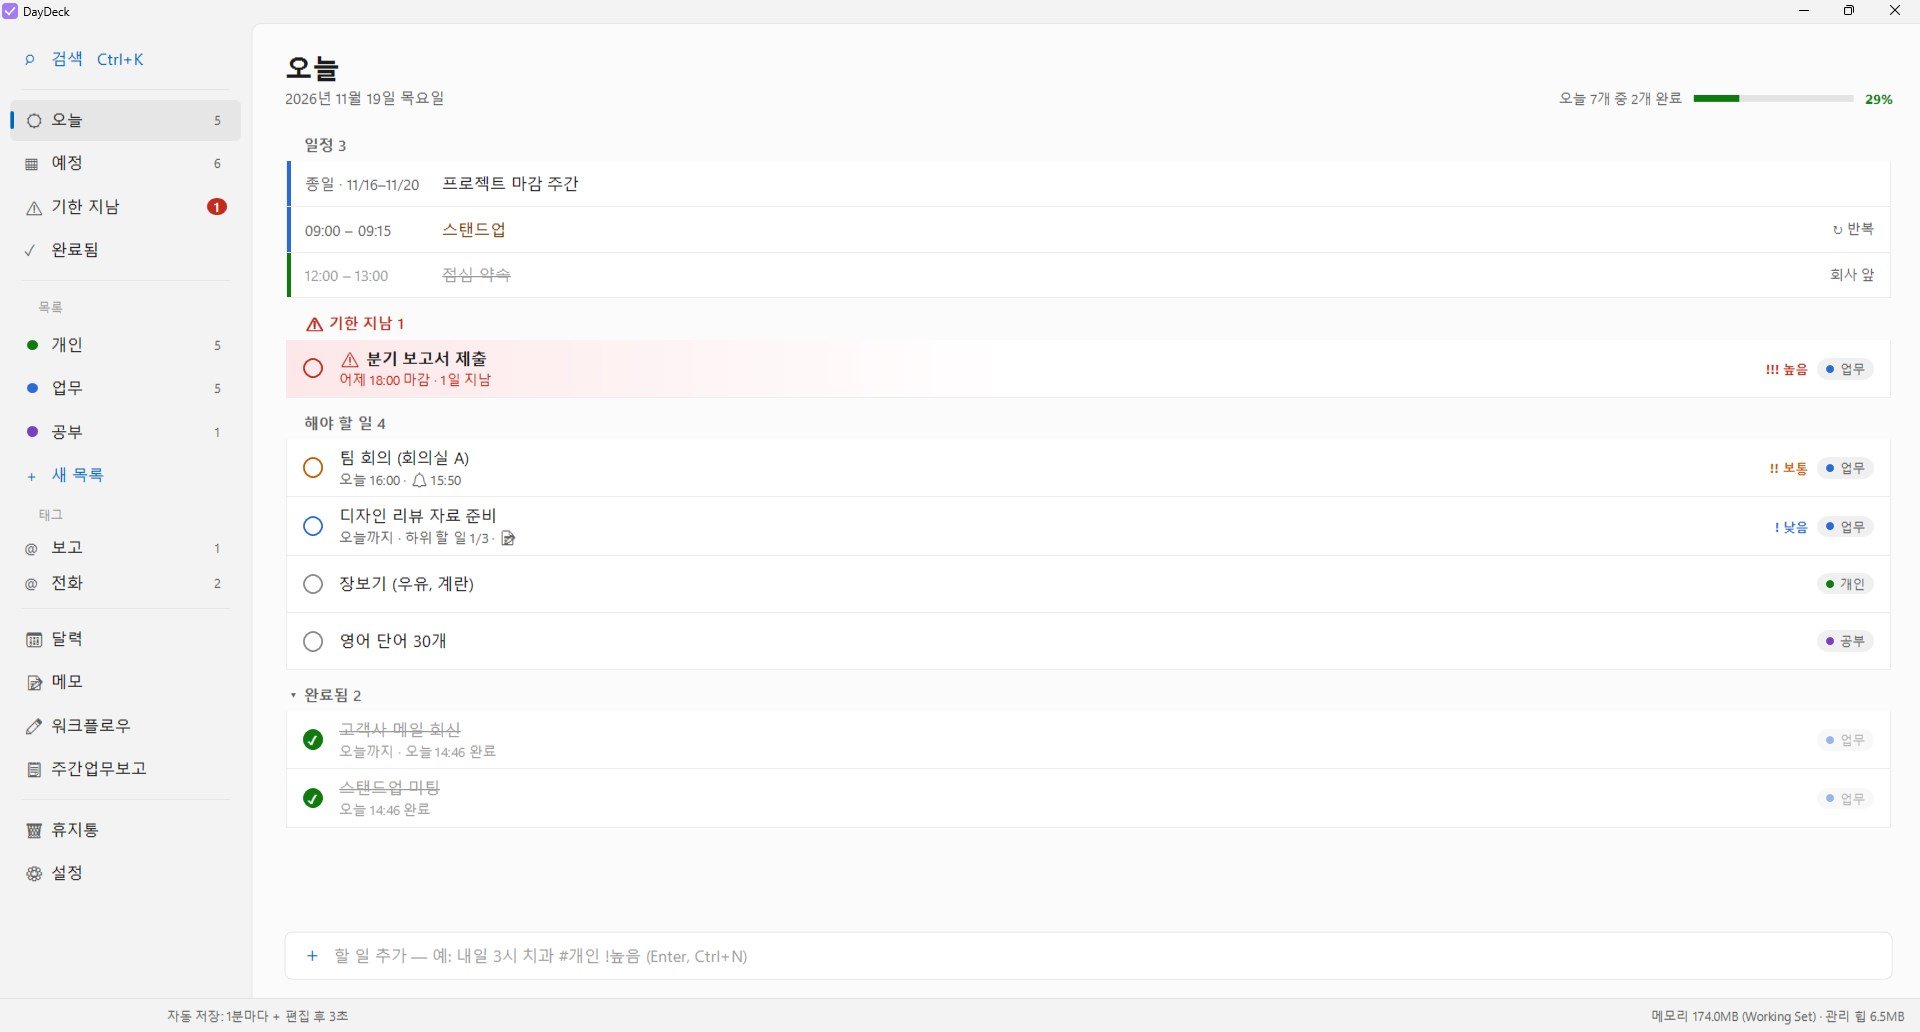 DayDeck
검색 Ctrl+K
오늘 5
예정 6
기한 지남 1
완료됨
목록
개인 5
업무 5
공부 1
+ 새 목록
태그
@ 보고 1
@ 전화 2
달력
메모
워크플로우
주간업무보고
휴지통
설정
오늘
2026년 11월 19일 목요일
오늘 7개 중 2개 완료 29%
일정 3
종일 · 11/16–11/20 프로젝트 마감 주간
09:00 – 09:15 스탠드업 ↻ 반복
12:00 – 13:00 점심 약속 회사 앞
기한 지남 1
분기 보고서 제출
어제 18:00 마감 · 1일 지남
!!! 높음 업무
해야 할 일 4
팀 회의 (회의실 A)
오늘 16:00 · 15:50
!! 보통 업무
디자인 리뷰 자료 준비
오늘까지 · 하위 할 일 1/3 ·
! 낮음 업무
장보기 (우유, 계란) 개인
영어 단어 30개 공부
완료됨 2
고객사 메일 회신
오늘까지 · 오늘 14:46 완료
업무
스탠드업 미팅
오늘 14:46 완료
업무
+ 할 일 추가 — 예: 내일 3시 치과 #개인 !높음 (Enter, Ctrl+N)
자동 저장: 1분마다 + 편집 후 3초
메모리 174.0MB (Working Set) · 관리 힙 6.5MB